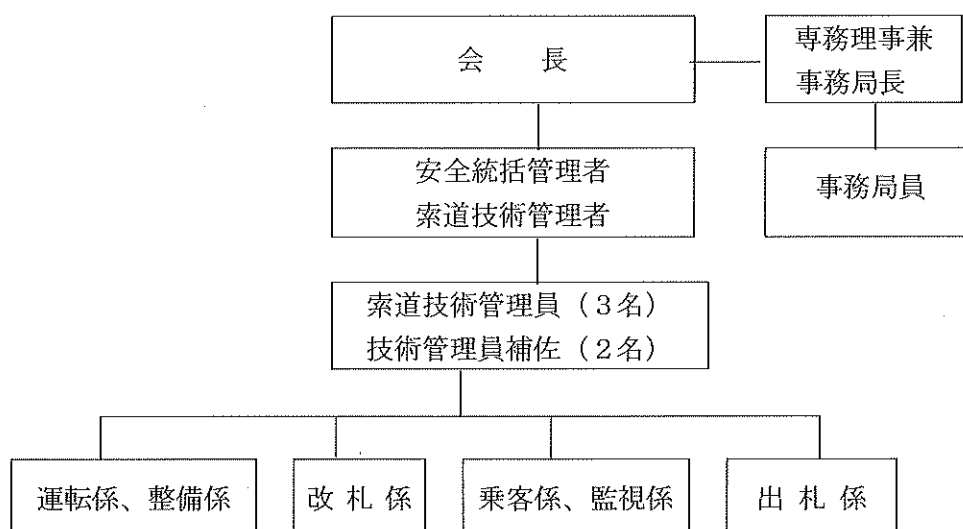 会　長
専務理事兼
事務局長
安全統括管理者
索道技術管理者
事務局員
索道技術管理員（３名）
技術管理員補佐（２名）
運転係、整備係
改 札 係
乗客係、監視係
出 札 係